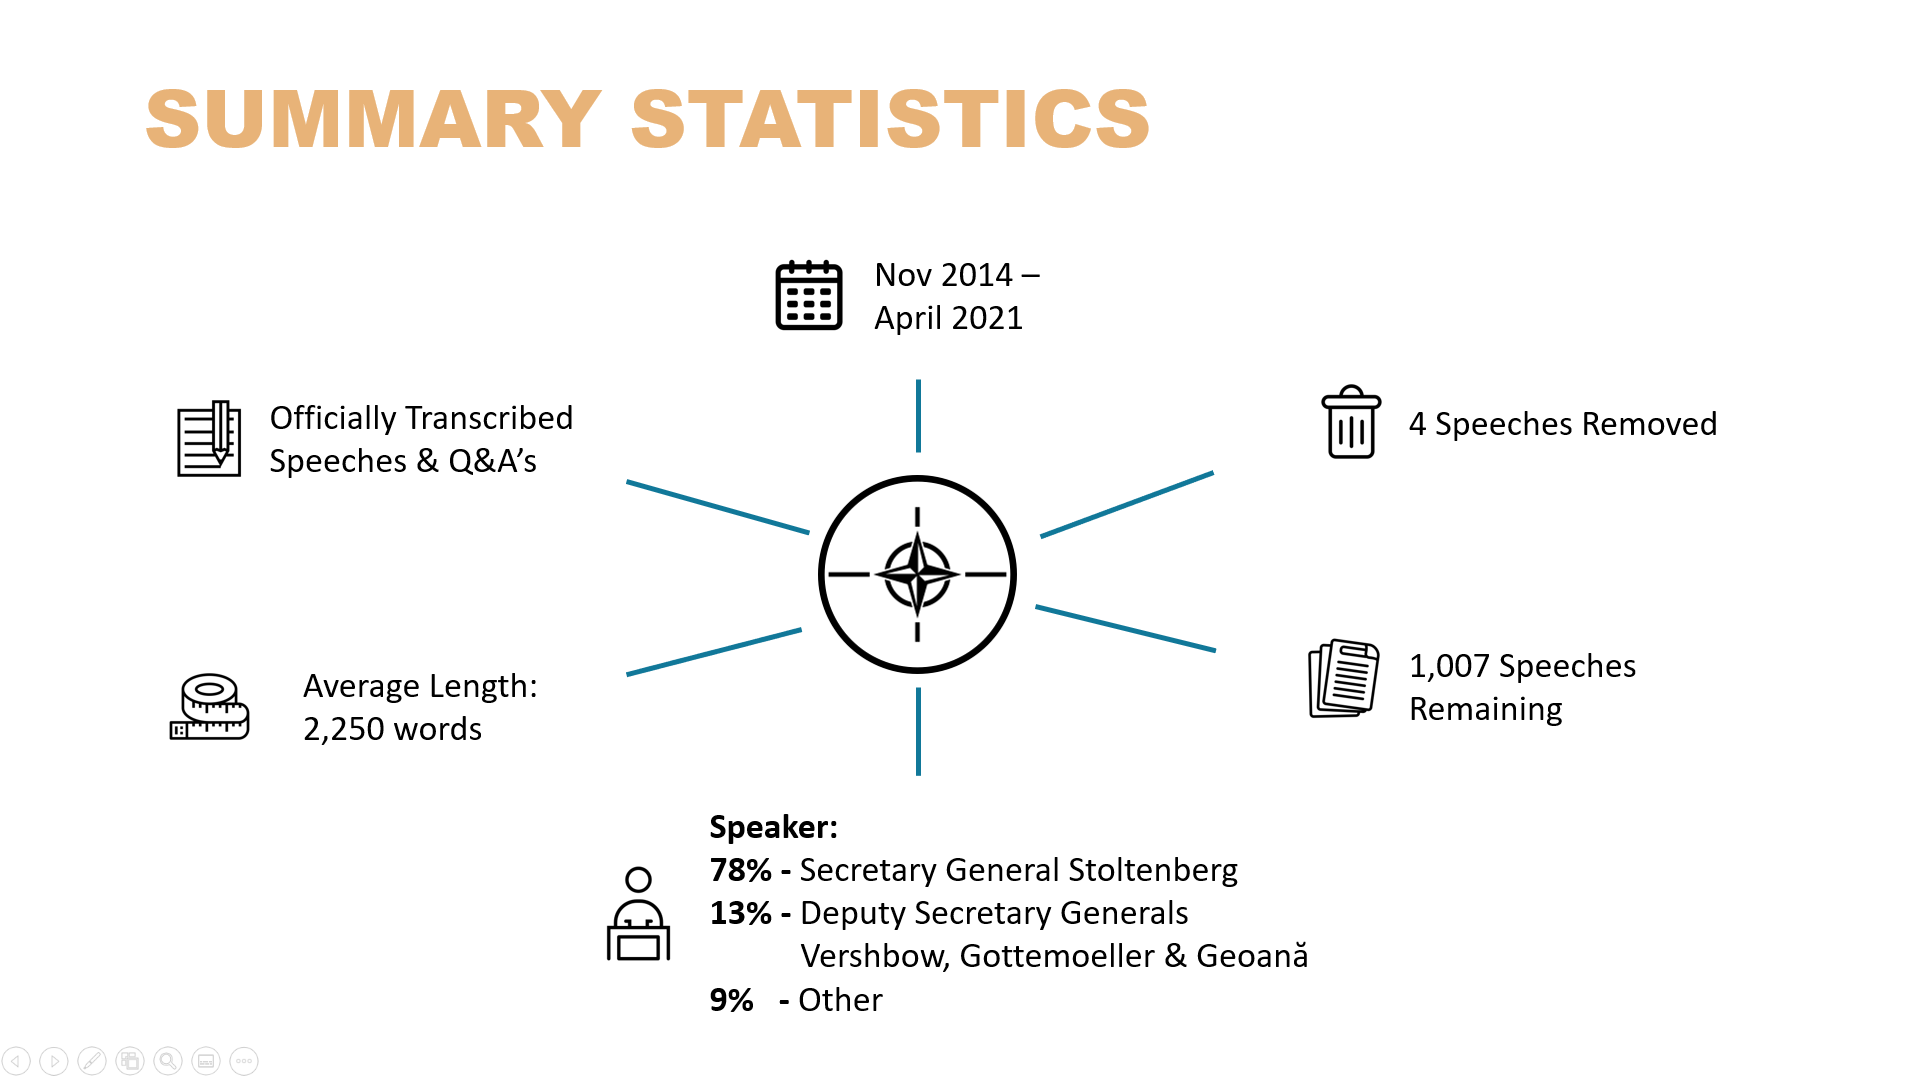 SUMMARY STATISTICS
Nov 2014 –
April 2021
Officially Transcribed
Speeches & Q&A’s
4 Speeches Removed
Average Length:
2,250 words
1,007 Speeches
Remaining
Speaker:
78% - Secretary General Stoltenberg
13% - Deputy Secretary Generals
Vershbow, Gottemoeller & Geoană
9% - Other